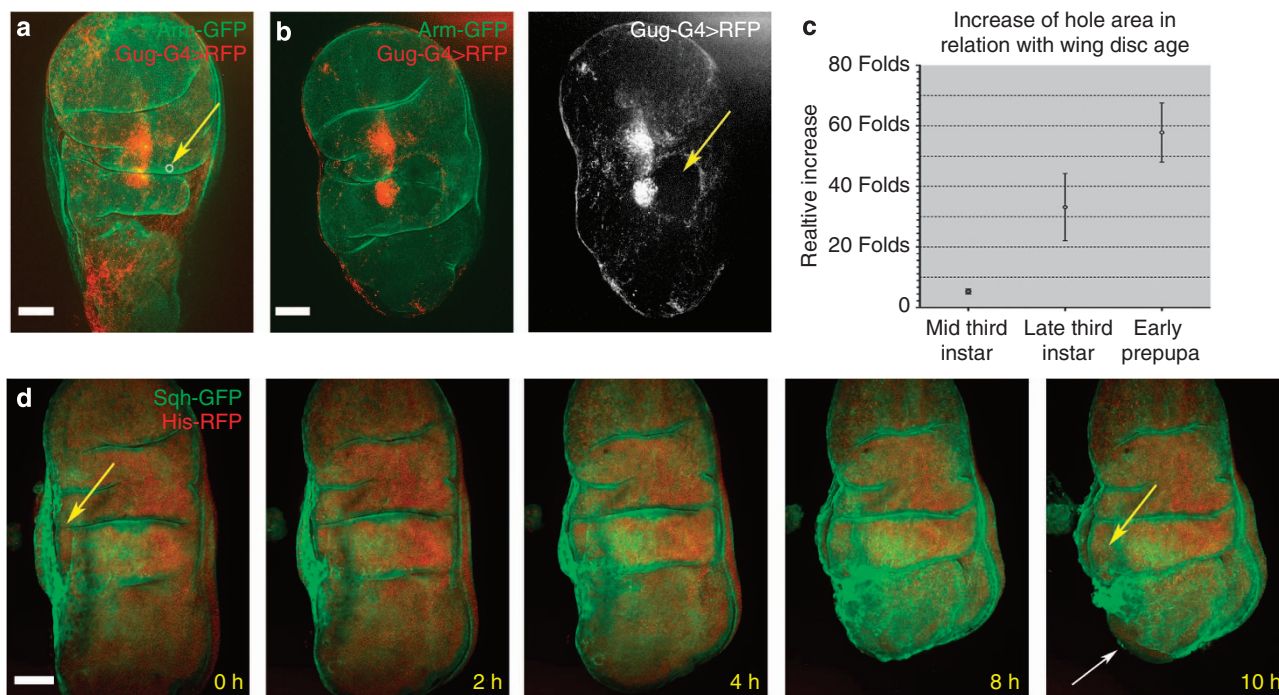 a
Arm-GFP
Gug-G4>RFP
b
Arm-GFP
Gug-G4>RFP
Gug-G4>RFP
c
Increase of hole area in
relation with wing disc age
Realtive increase
80 Folds
60 Folds
40 Folds
20 Folds
0
Mid third
instar
Late third
instar
Early
prepupa
d
Sqh-GFP
His-RFP
0 h
2 h
4 h
8 h
10 h